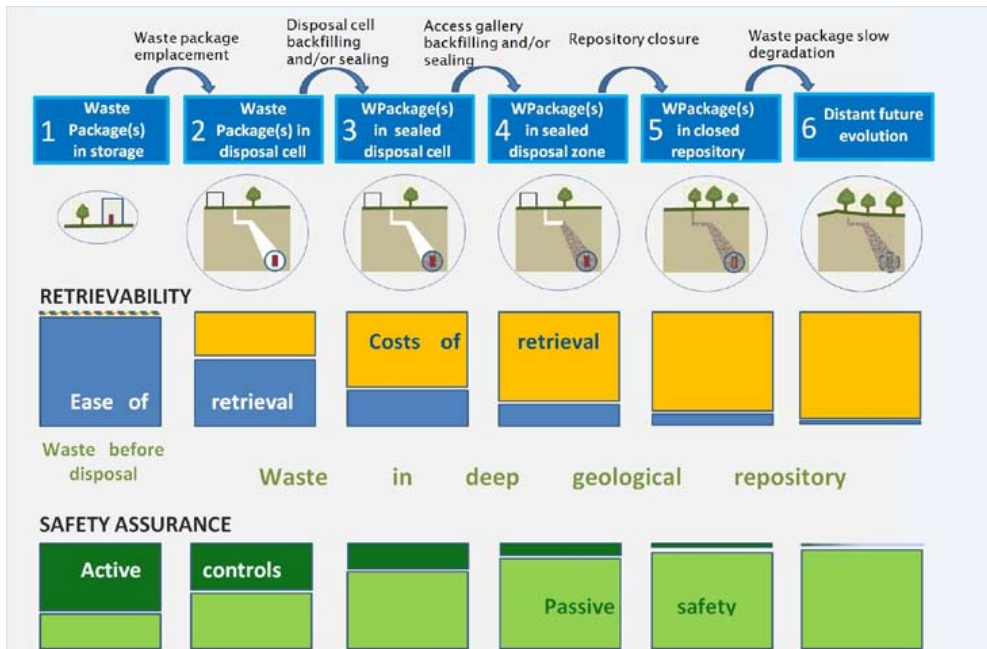 Waste package
emplacement
Disposal cell
backfilling
and/or sealing
Access gallery
backfilling and/or
sealing
Repository closure
Waste package slow
degradation
1 Waste
Package(s)
in storage
2 Waste
Package(s) in
disposal cell
3 WPackage(s)
in sealed
disposal cell
4 WPackage(s)
in sealed
disposal zone
5 WPackage(s)
in closed
repository
6 Distant future
evolution
RETRIEVABILITY
Costs of retrieval
Ease of retrieval
Waste before
disposal
Waste in deep geological repository
SAFETY ASSURANCE
Active controls
Passive safety